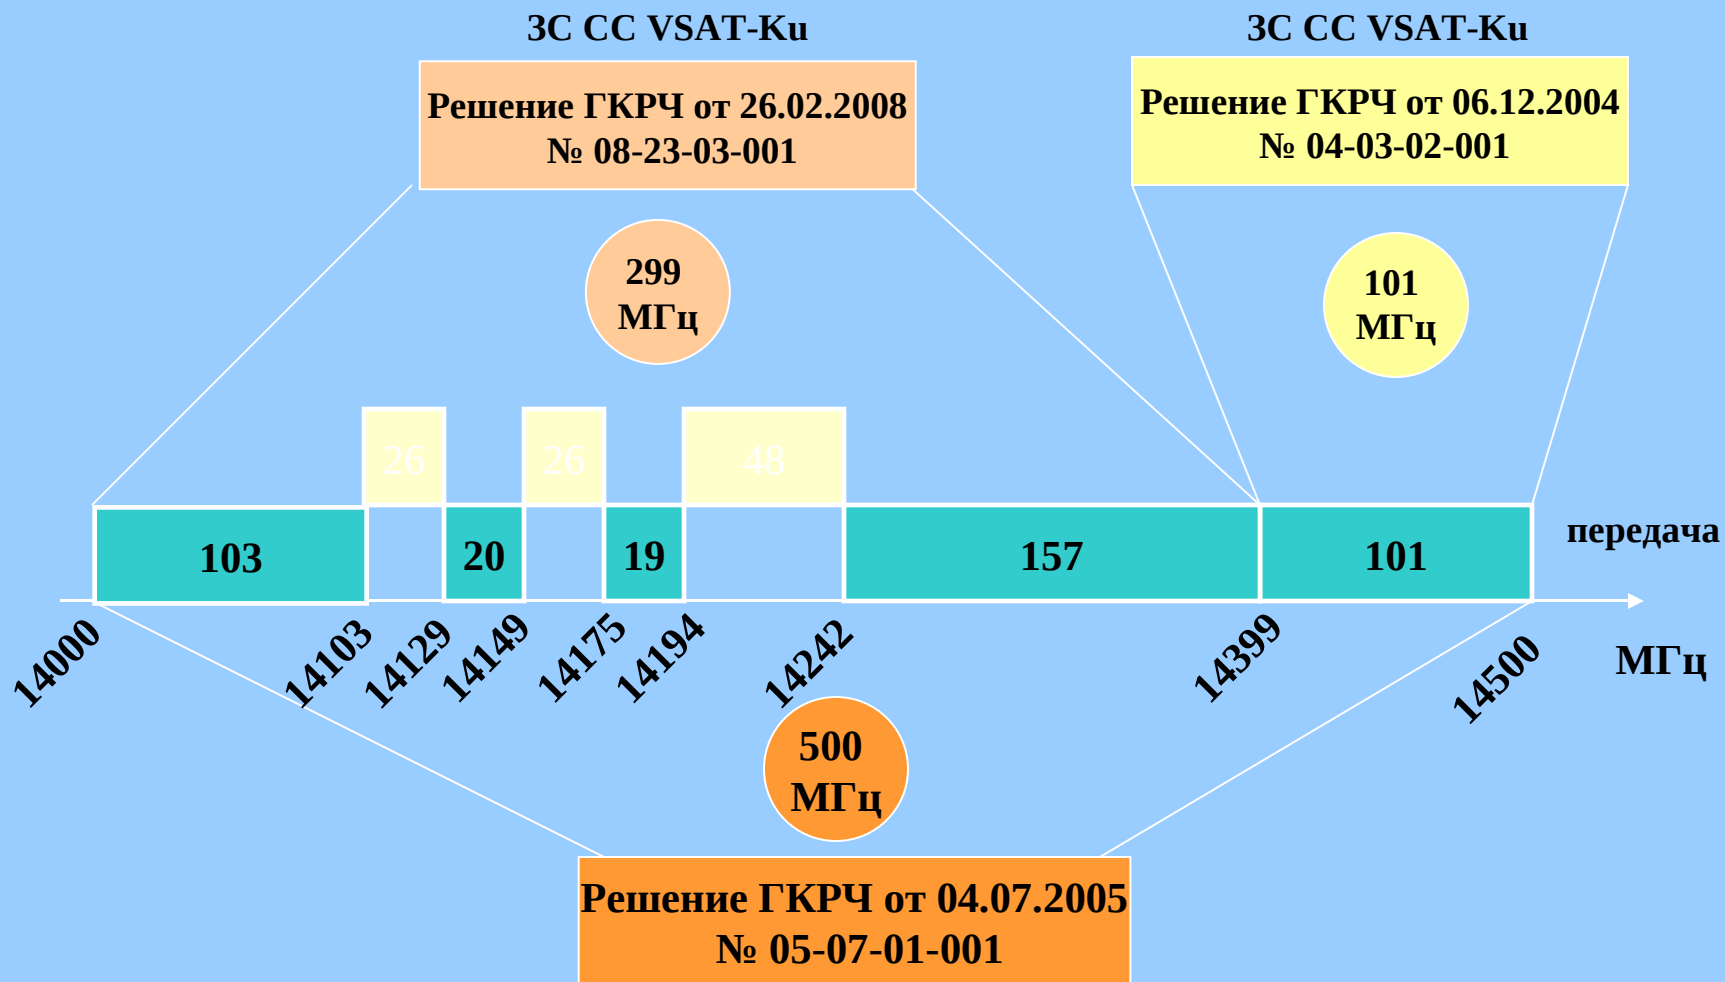 ЗС СС VSAT-Ku
ЗС СС VSAT-Ku
Решение ГКРЧ от 26.02.2008
№ 08-23-03-001
Решение ГКРЧ от 06.12.2004
№ 04-03-02-001
299
МГц
101
МГц
26
26
48
103
20
19
157
101
передача
14000
14103
14129
14149
14175
14194
14242
14399
14500
МГц
500
МГц
Решение ГКРЧ от 04.07.2005
№ 05-07-01-001